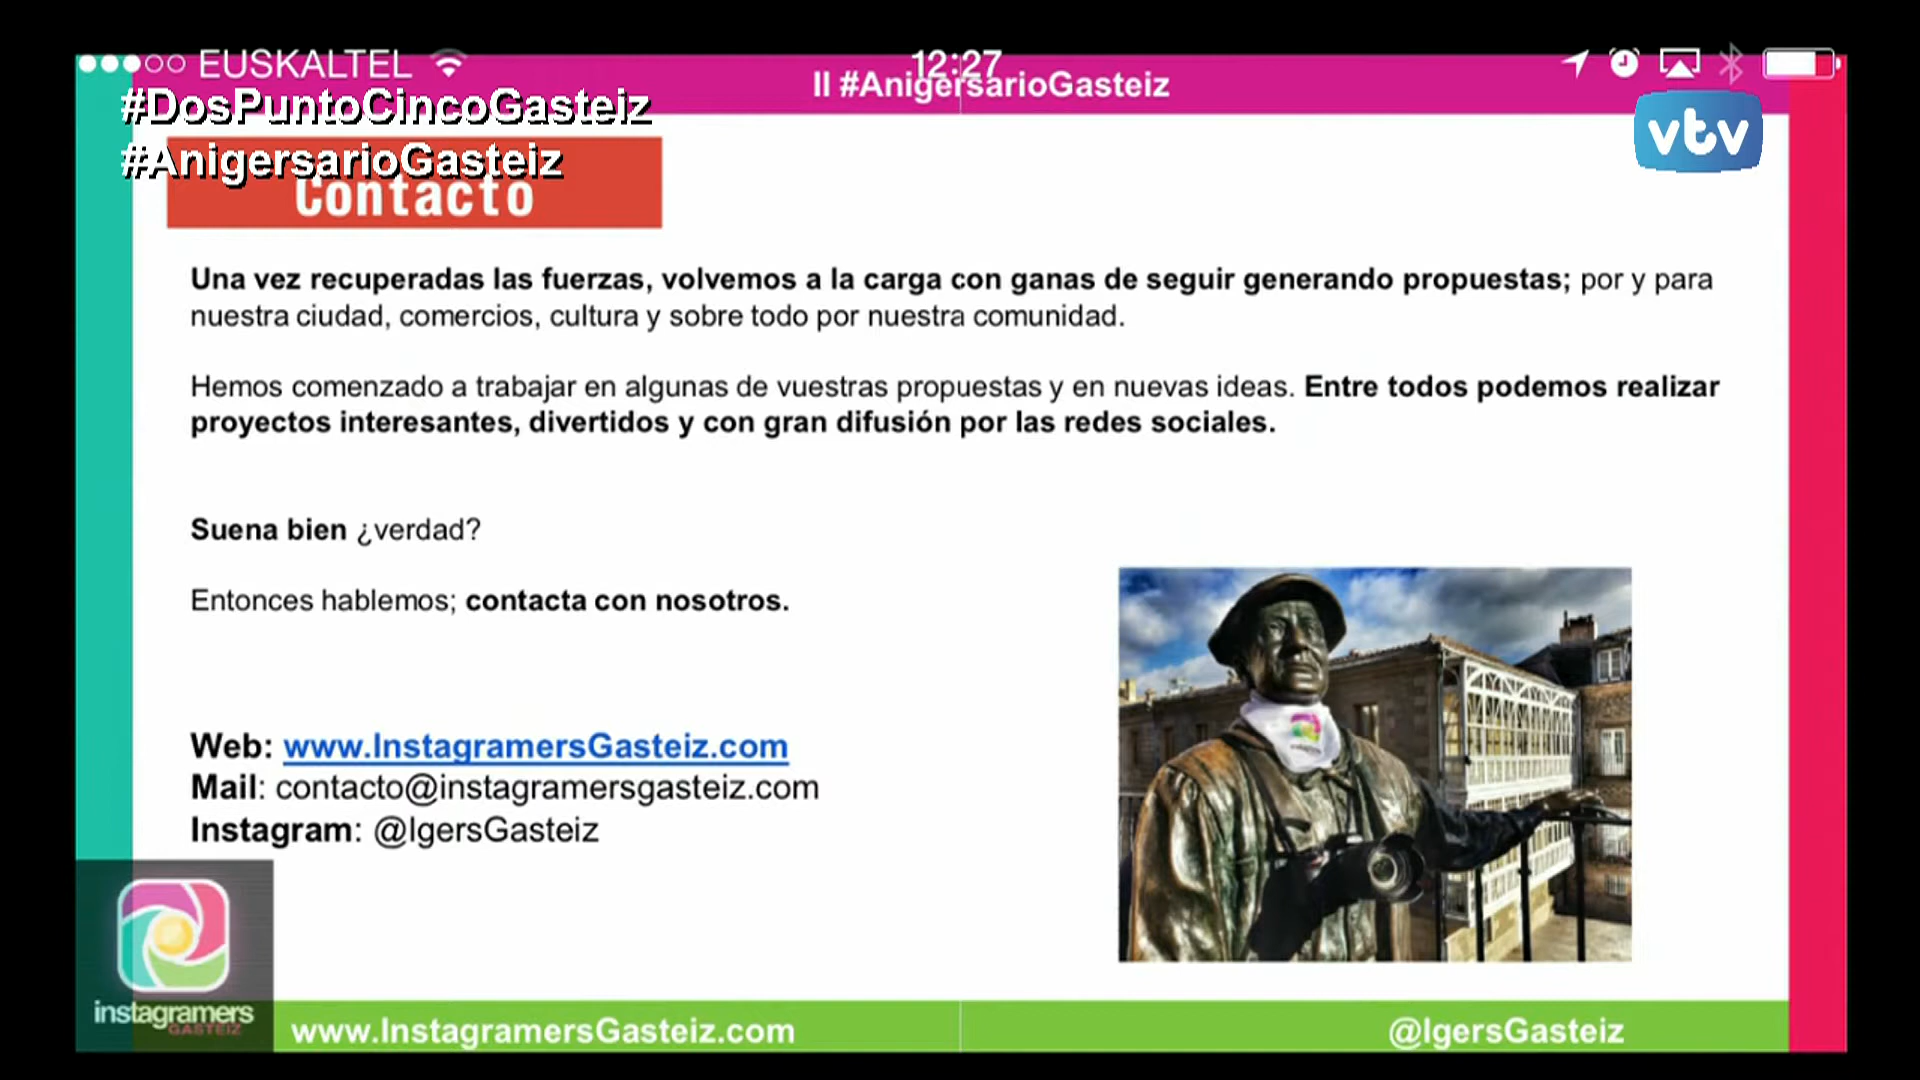 EUSKALTEL
12:27
II #AnigersarioGasteiz
#DosPuntoCincoGasteiz
#AnigersarioGasteiz
vtv
Contacto
Una vez recuperadas las fuerzas, volvemos a la carga con ganas de seguir generando propuestas; por y para
nuestra ciudad, comercios, cultura y sobre todo por nuestra comunidad.
Hemos comenzado a trabajar en algunas de vuestras propuestas y en nuevas ideas. Entre todos podemos realizar
proyectos interesantes, divertidos y con gran difusión por las redes sociales.
Suena bien ¿verdad?
Entonces hablemos; contacta con nosotros.
Web: www.InstagramersGasteiz.com
Mail: contacto@instagramersgasteiz.com
Instagram: @IgersGasteiz
instagramers
GASTEIZ
www.InstagramersGasteiz.com
@IgersGasteiz